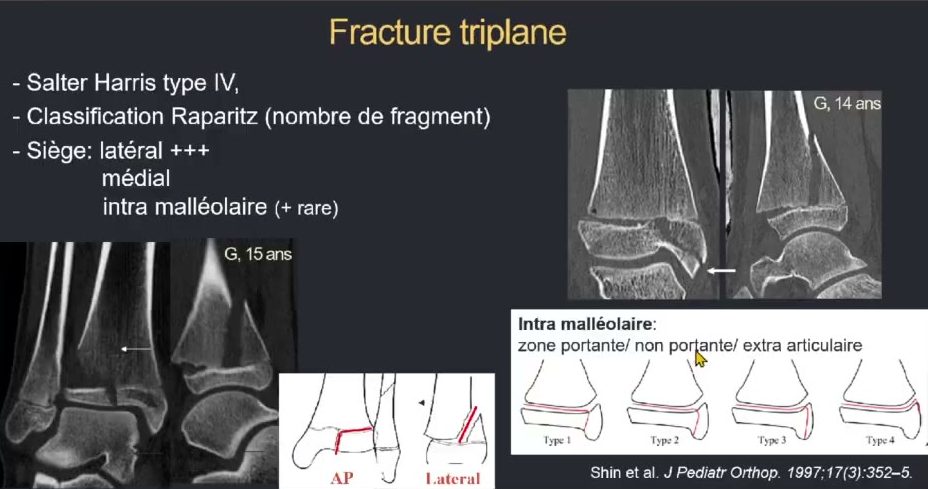 Fracture triplane
- Salter Harris type IV,
- Classification Raparitz (nombre de fragment)
- Siège: latéral +++
médial
intra malléolaire (+ rare)
G, 14 ans
G, 15 ans
Intra malléolaire:
zone portante/ non portante/ extra articulaire
Type 1 Type 2 Type 3 Type 4
AP Lateral
Shin et al. J Pediatr Orthop. 1997;17(3):352–5.